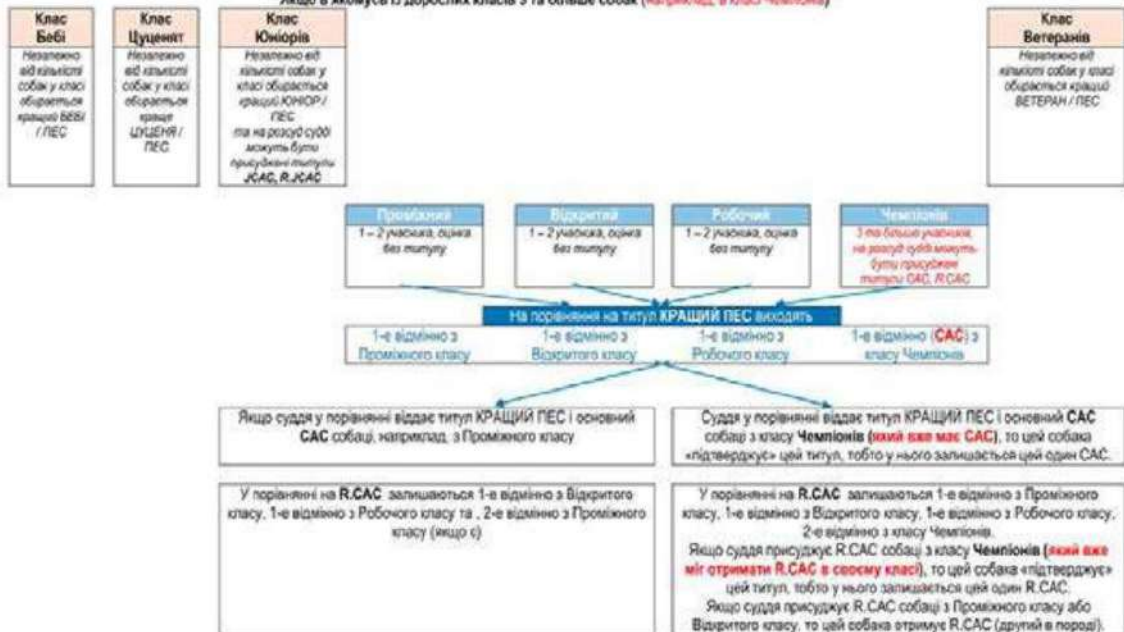 Якщо в якомусь із дорослих класів 3 та більше собак (наприклад, в класі Чемпіонів)
Клас
Бебі
Незалежно
від кількості
собак у класі
обирається
кращий БЕБІ
/ ПЕС
Клас
Цуценят
Незалежно
від кількості
собак у класі
обирається
краще
ЦУЦЕНЯ /
ПЕС
Клас
Юніорів
Незалежно від
кількості собак у
класі обирається
кращий ЮНІОР /
ПЕС
та на розсуд судді
можуть бути
присуджені титули
JCAC, R.JCAC
Клас
Ветеранів
Незалежно від
кількості собак у класі
обирається кращий
ВЕТЕРАН / ПЕС
Проміжний
1 – 2 учасника, оцінка
без титулу
Відкритий
1 – 2 учасника, оцінка
без титулу
Робочий
1 – 2 учасника, оцінка
без титулу
Чемпіонів
3 та більше учасників,
на розсуд судді можуть
бути присуджені
титули CAC, R.CAC
На порівняння на титул КРАЩИЙ ПЕС виходять
1-е відмінно з
Проміжного класу
1-е відмінно з
Відкритого класу
1-е відмінно з
Робочого класу
1-е відмінно (CAC) з
класу Чемпіонів
Якщо суддя у порівнянні віддає титул КРАЩИЙ ПЕС і основний
CAC собаці, наприклад, з Проміжного класу
Суддя у порівнянні віддає титул КРАЩИЙ ПЕС і основний CAC
собаці з класу Чемпіонів (який вже має CAC), то цей собака
«підтверджує» цей титул, тобто у нього залишається цей один CAC.
У порівнянні на R.CAC залишаються 1-е відмінно з Відкритого
класу, 1-е відмінно з Робочого класу та , 2-е відмінно з Проміжного
класу (якщо є)
У порівнянні на R.CAC залишаються 1-е відмінно з Проміжного
класу, 1-е відмінно з Відкритого класу, 1-е відмінно з Робочого класу,
2-е відмінно з класу Чемпіонів.
Якщо суддя присуджує R.CAC собаці з класу Чемпіонів (який вже
міг отримати R.CAC в своєму класі), то цей собака «підтверджує»
цей титул, тобто у нього залишається цей один R.CAC.
Якщо суддя присуджує R.CAC собаці з Проміжного класу або
Відкритого класу, то цей собака отримує R.CAC (другий в породі).